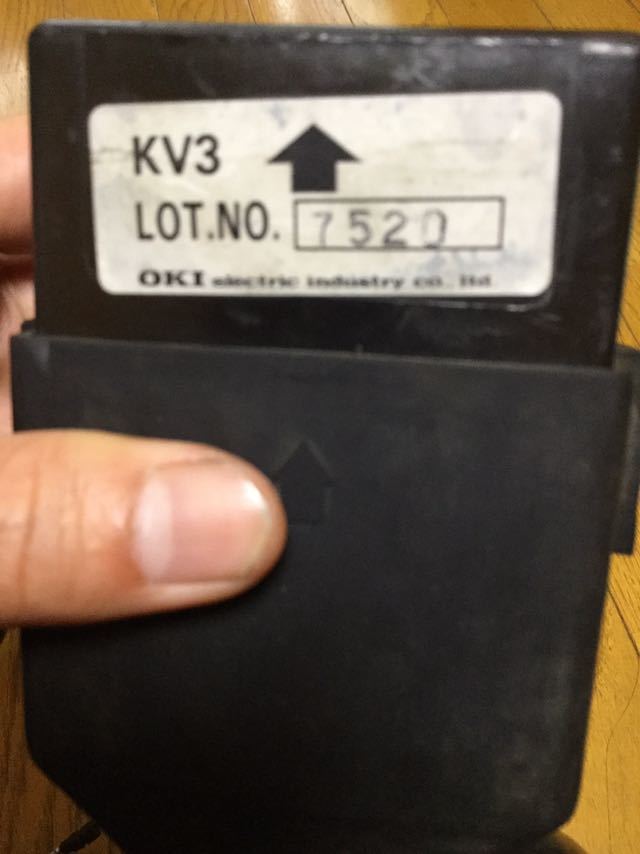 KV3
LOT.NO. 7520
OKI electric industry co., ltd